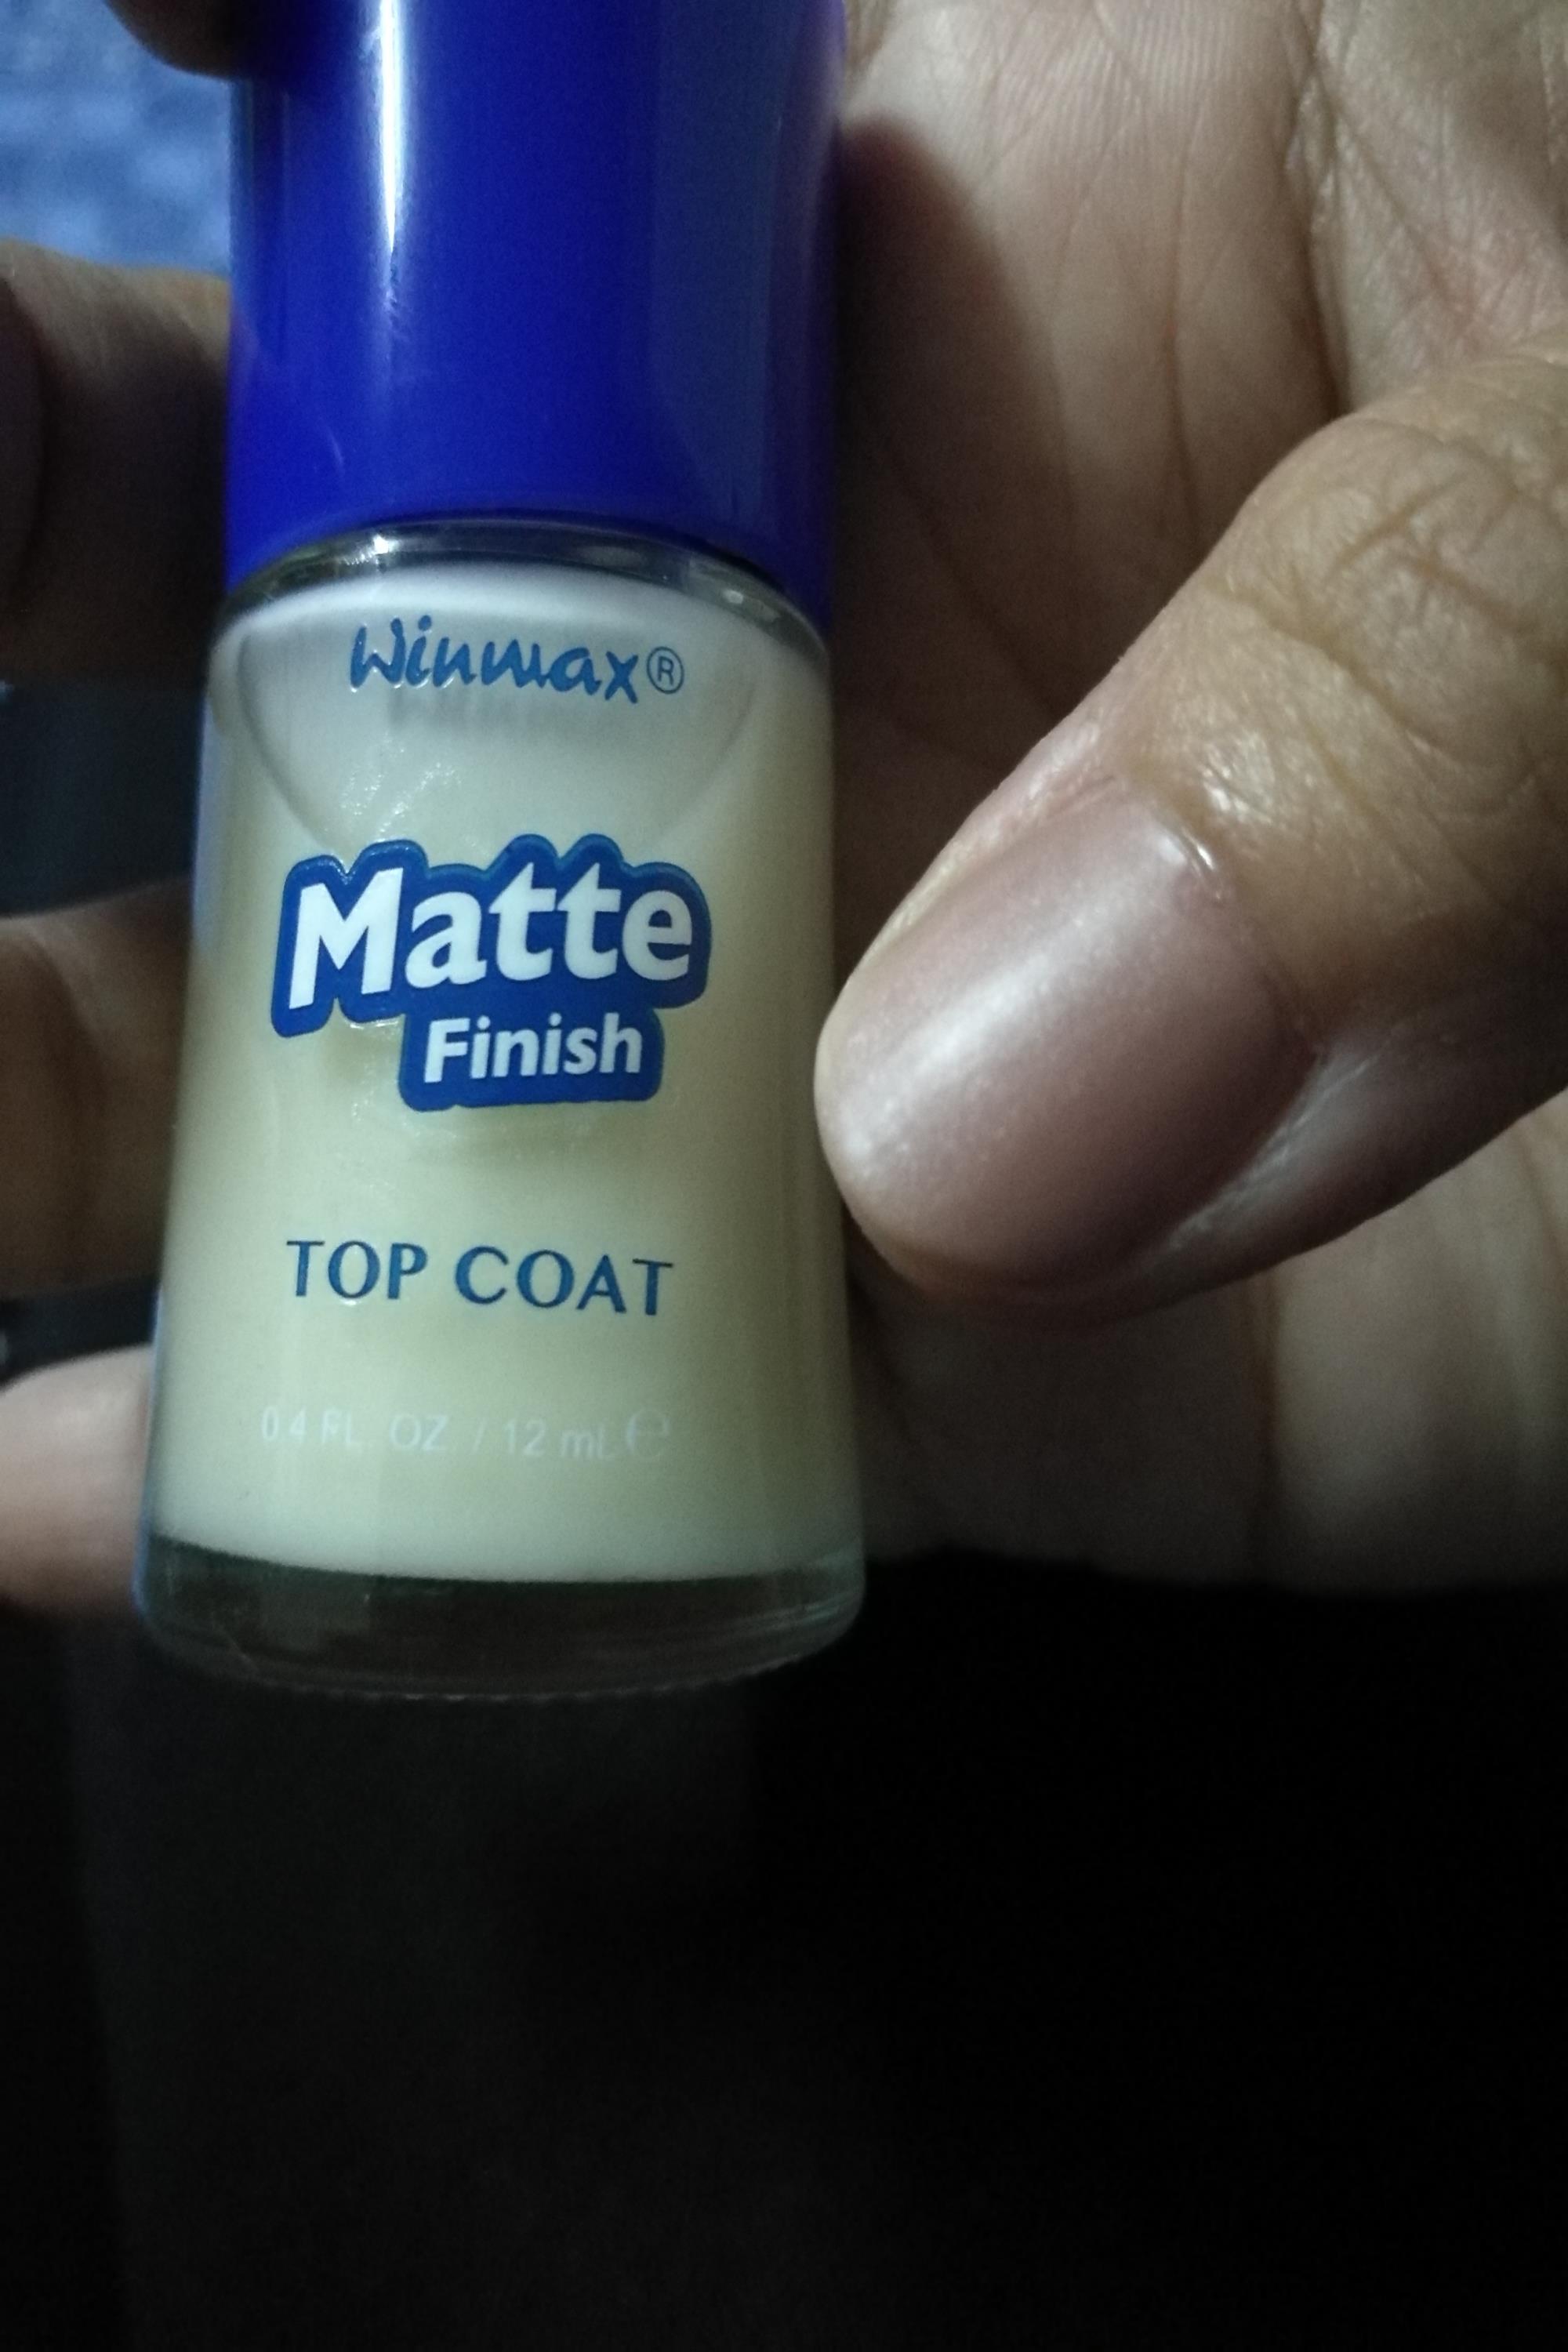 Winmax®
Matte
Finish
TOP COAT
0.4 FL OZ / 12 mL ℮